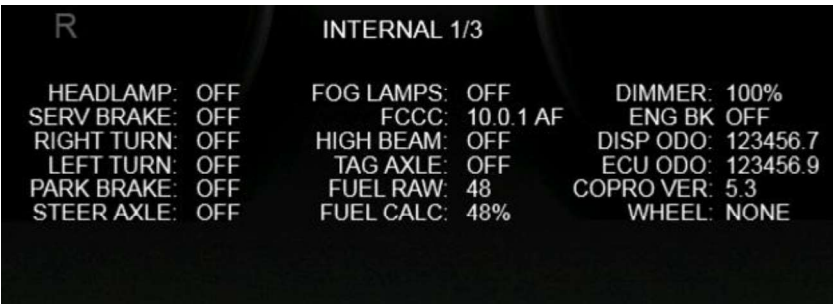 R
INTERNAL 1/3
HEADLAMP: OFF FOG LAMPS: OFF DIMMER: 100%
SERV BRAKE: OFF FCCC: 10.0.1 AF ENG BK OFF
RIGHT TURN: OFF HIGH BEAM: OFF DISP ODO: 123456.7
LEFT TURN: OFF TAG AXLE: OFF ECU ODO: 123456.9
PARK BRAKE: OFF FUEL RAW: 48 COPRO VER: 5.3
STEER AXLE: OFF FUEL CALC: 48% WHEEL: NONE